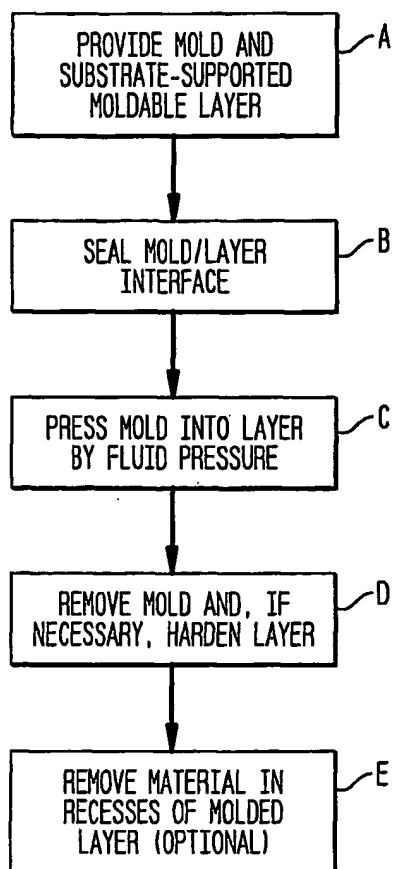 PROVIDE MOLD AND
SUBSTRATE-SUPPORTED
MOLDABLE LAYER
A
SEAL MOLD/LAYER
INTERFACE
B
PRESS MOLD INTO LAYER
BY FLUID PRESSURE
C
REMOVE MOLD AND, IF
NECESSARY, HARDEN LAYER
D
REMOVE MATERIAL IN
RECESSES OF MOLDED
LAYER (OPTIONAL)
E